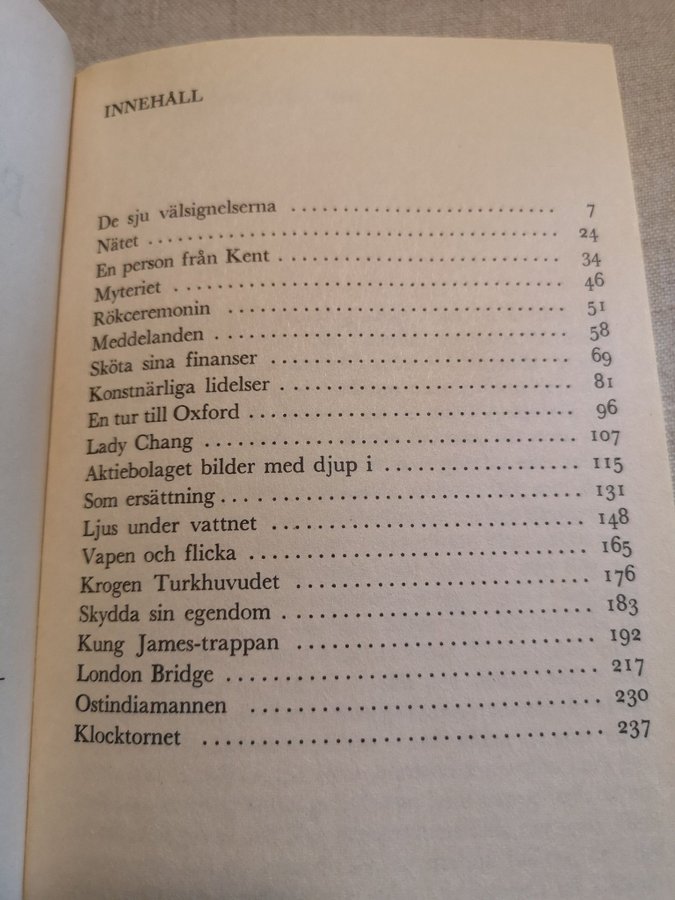 INNEHÅLL
De sju välsignelserna .......................... 7
Nätet ........................................ 24
En person från Kent ........................... 34
Myteriet ..................................... 46
Rökceremonin ................................. 51
Meddelanden .................................. 58
Sköta sina finanser ............................. 69
Konstnärliga lidelser ............................ 81
En tur till Oxford ............................... 96
Lady Chang ................................... 107
Aktiebolaget bilder med djup i .................. 115
Som ersättning ................................. 131
Ljus under vattnet .............................. 148
Vapen och flicka ................................ 165
Krogen Turkhuvudet ........................... 176
Skydda sin egendom ............................ 183
Kung James-trappan ........................... 192
London Bridge ................................. 217
Ostindiamannen ............................... 230
Klocktornet ................................... 237